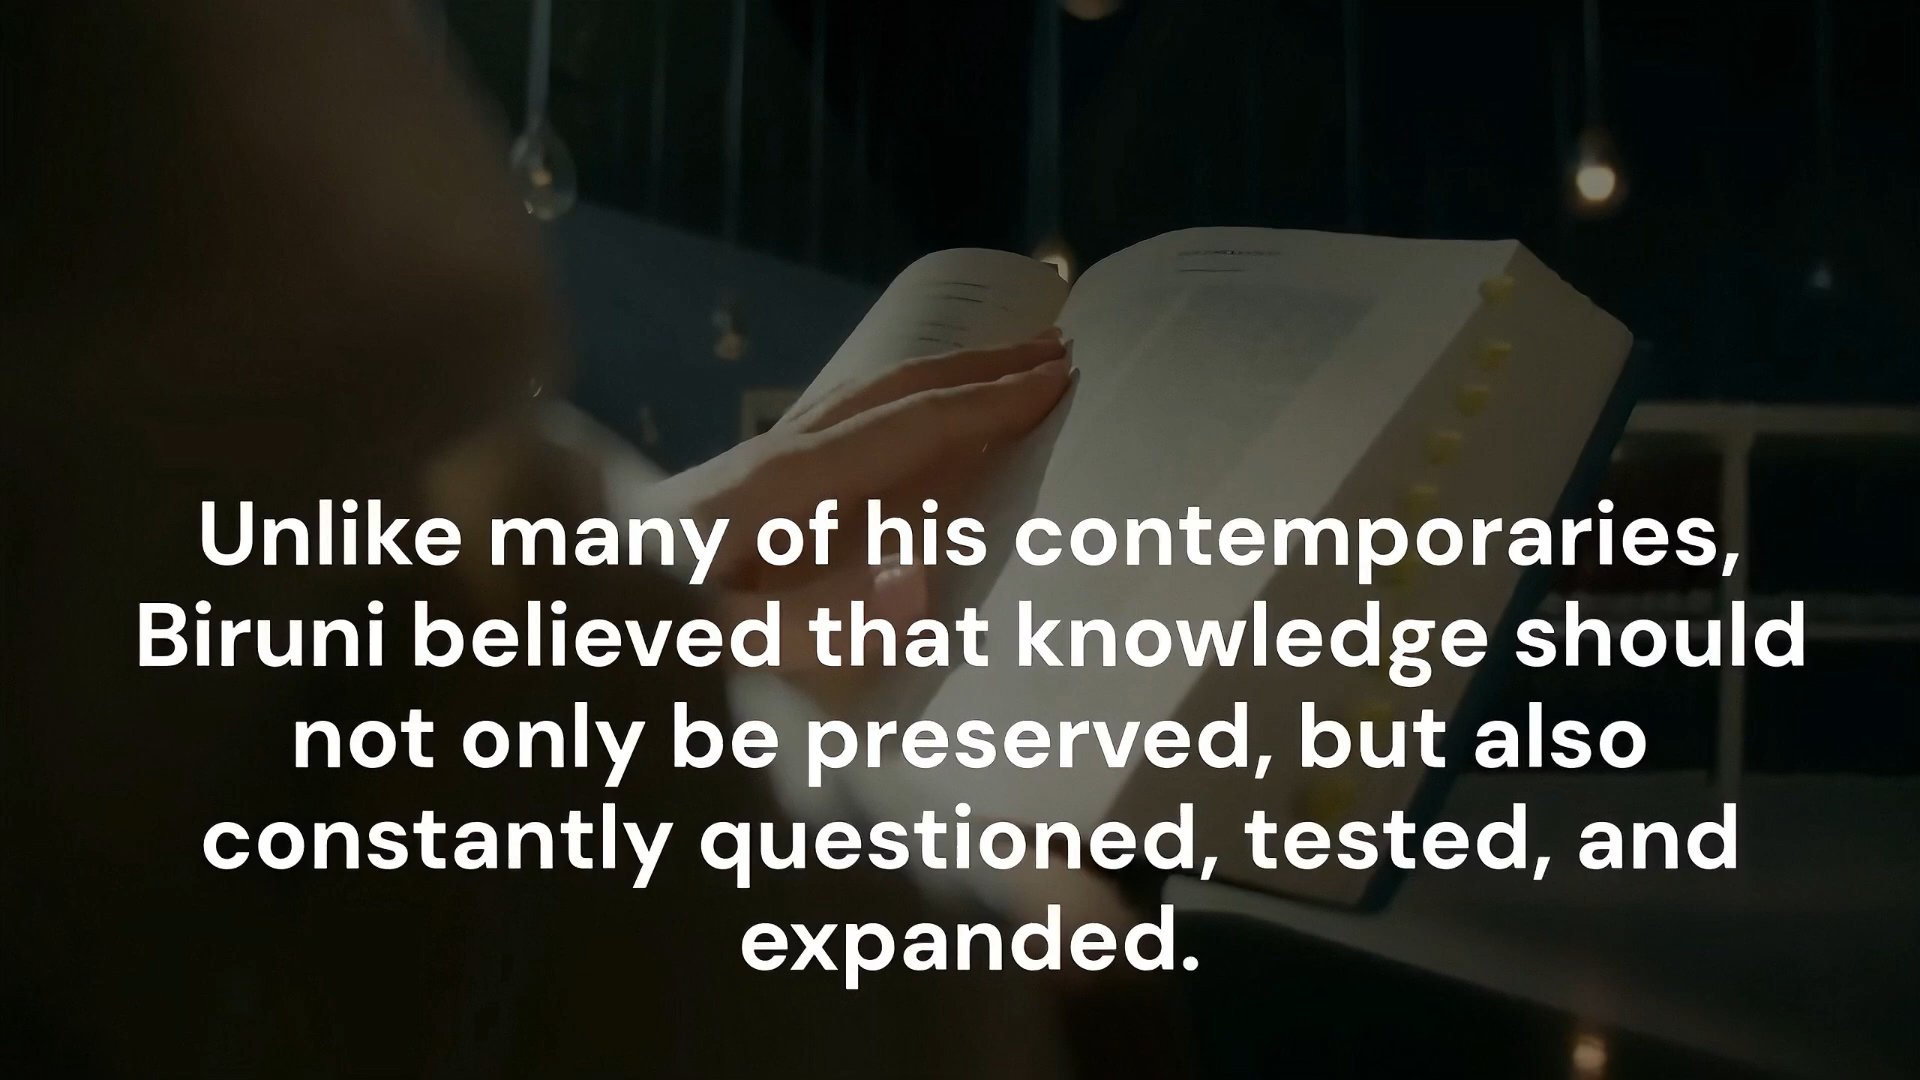 Unlike many of his contemporaries,
Biruni believed that knowledge should
not only be preserved, but also
constantly questioned, tested, and
expanded.